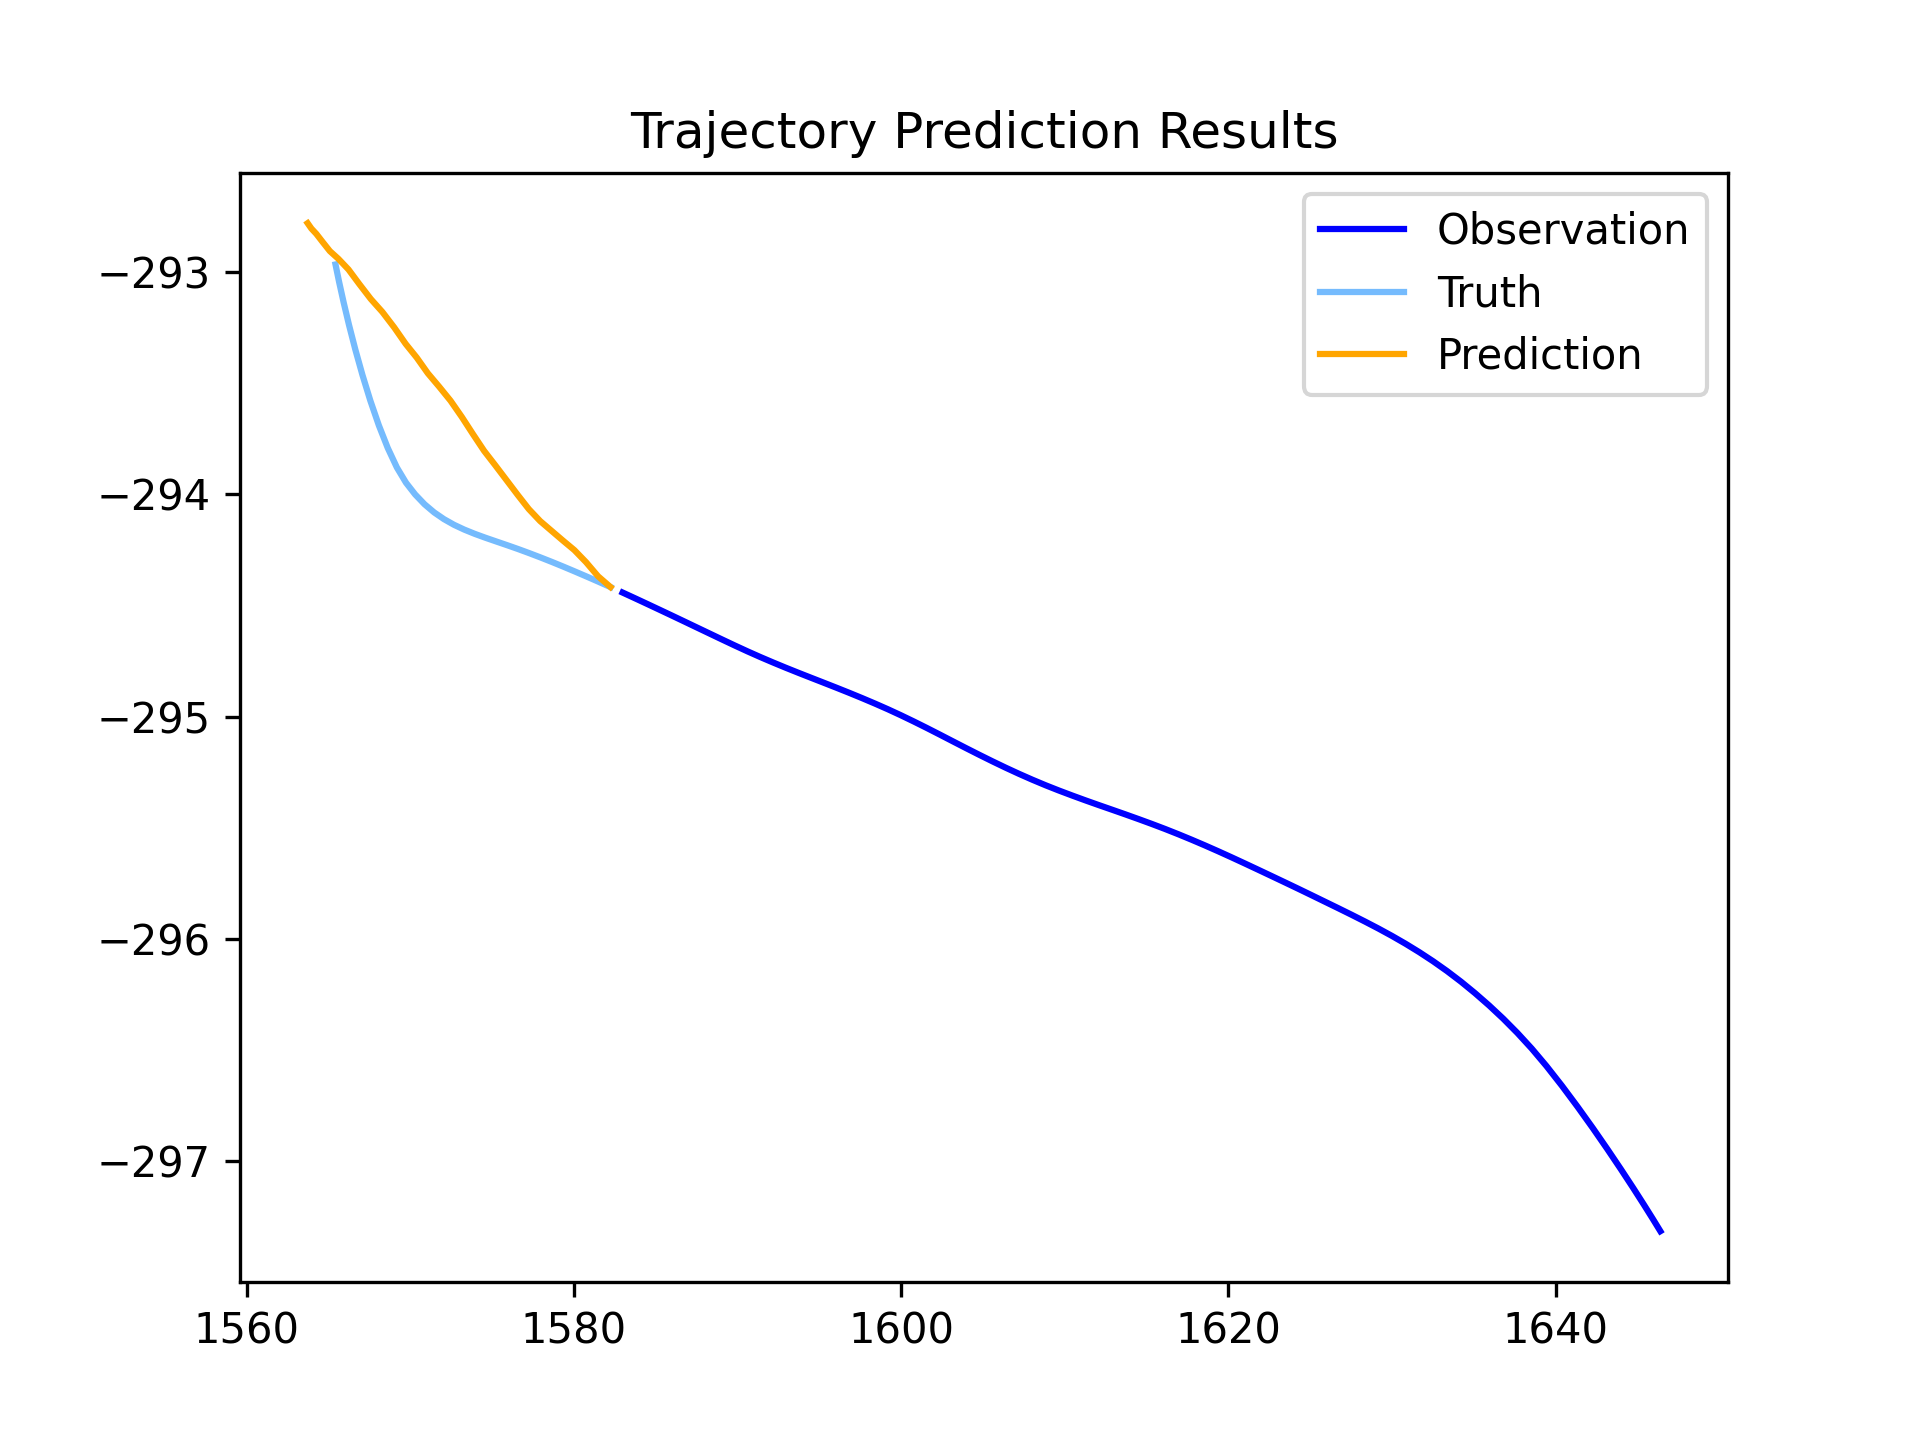 Trajectory Prediction Results
Observation
Truth
Prediction
−293
−294
−295
−296
−297
1560 1580 1600 1620 1640